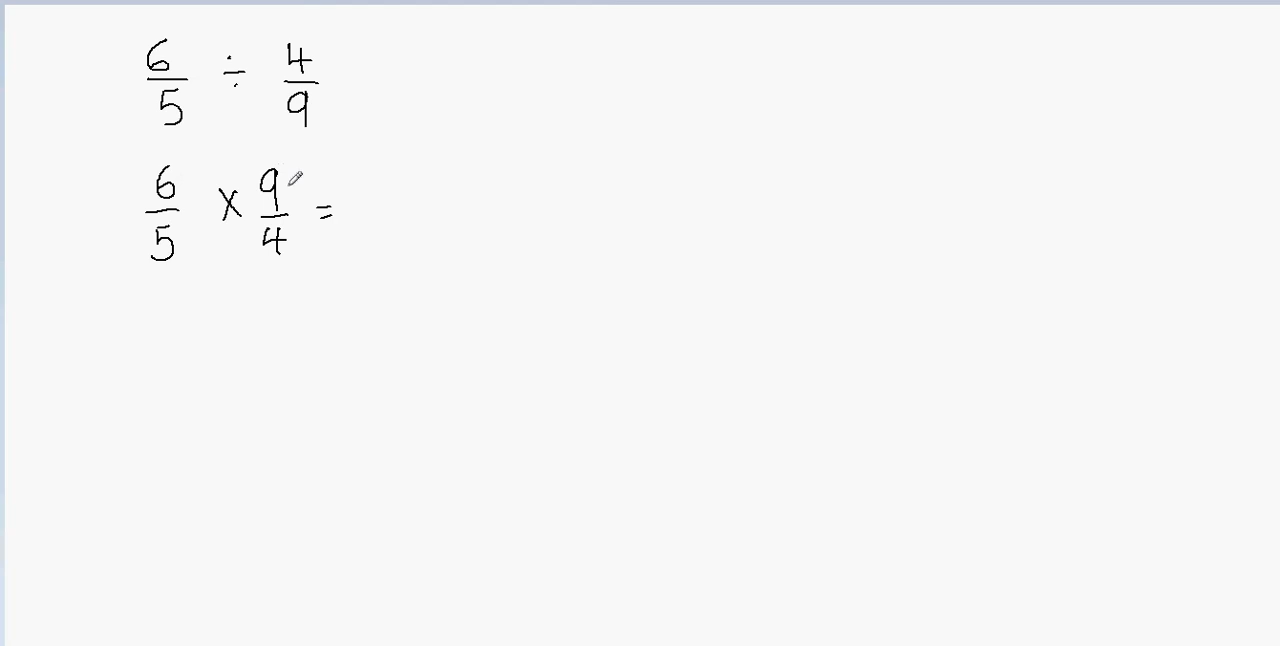 6/5 ÷ 4/9
6/5 × 9/4 =